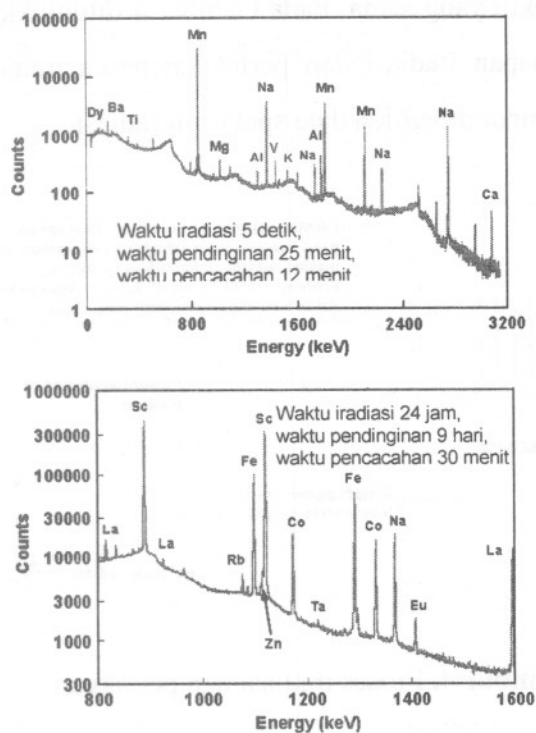 100000
10000
1000
100
10
1
Counts
Dy Ba Ti Mn Mg Al Na V K Na Al Mn Mn Na Na Ca
Waktu iradiasi 5 detik,
waktu pendinginan 25 menit,
waktu pencacahan 12 menit
0 800 1600 2400 3200
Energy (keV)
1000000
300000
100000
30000
10000
3000
1000
300
Counts
La Sc La Rb Fe Sc Zn Co Ta Fe Co Na Eu La
Waktu iradiasi 24 jam,
waktu pendinginan 9 hari,
waktu pencacahan 30 menit
800 1000 1200 1400 1600
Energy (keV)